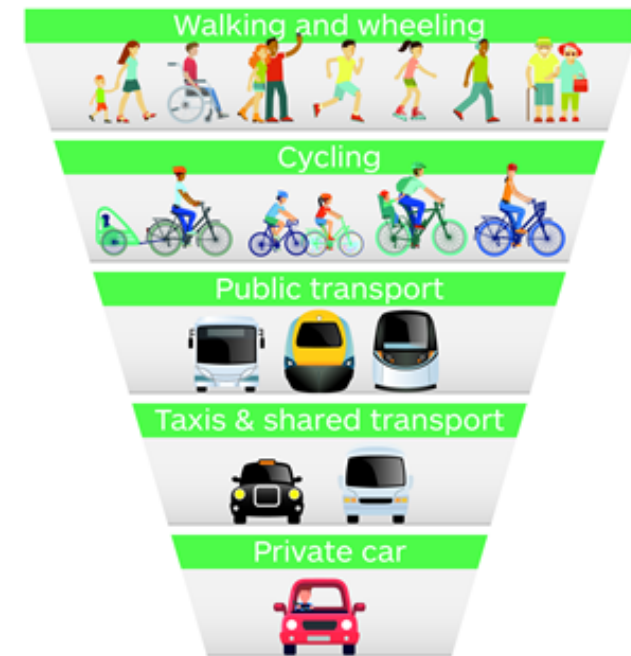 Walking and wheeling
Cycling
Public transport
Taxis & shared transport
Private car